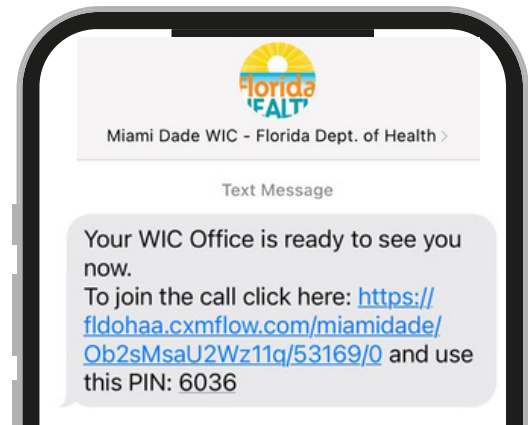 Florida
HEALT
Miami Dade WIC - Florida Dept. of Health >
Text Message
Your WIC Office is ready to see you
now.
To join the call click here: https://
fldohaa.cxmflow.com/miamidade/
Ob2sMsaU2Wz11q/53169/0 and use
this PIN: 6036